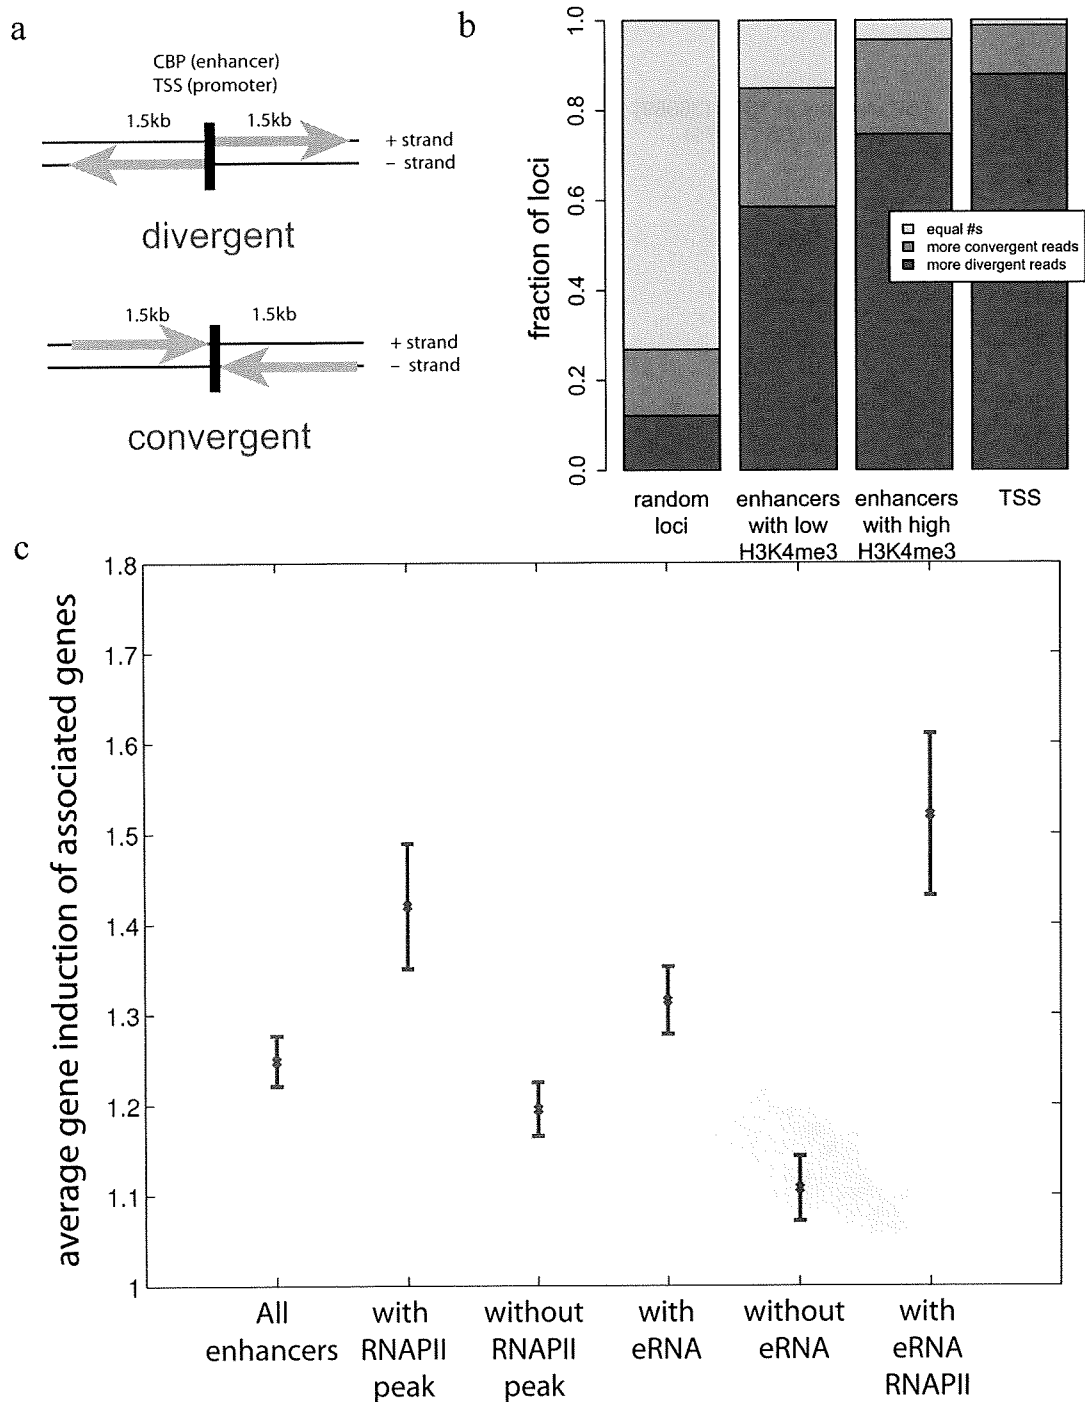 a
CBP (enhancer)
TSS (promoter)
1.5kb 1.5kb
+ strand
– strand
divergent
1.5kb 1.5kb
+ strand
– strand
convergent
b
fraction of loci
1.0
0.8
0.6
0.4
0.2
0.0
equal #s
more convergent reads
more divergent reads
random
loci
enhancers
with low
H3K4me3
enhancers
with high
H3K4me3
TSS
c
average gene induction of associated genes
1.8
1.7
1.6
1.5
1.4
1.3
1.2
1.1
1
All
enhancers
with
RNAPII
peak
without
RNAPII
peak
with
eRNA
without
eRNA
with
eRNA
RNAPII